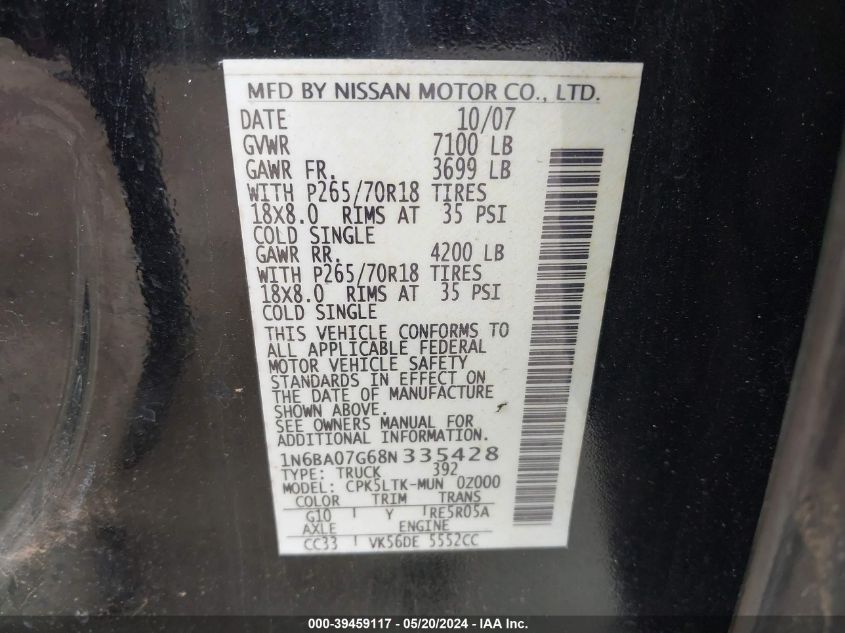 MFD BY NISSAN MOTOR CO., LTD.
DATE 10/07
GVWR 7100 LB
GAWR FR. 3699 LB
WITH P265/70R18 TIRES
18X8.0 RIMS AT 35 PSI
COLD SINGLE
GAWR RR. 4200 LB
WITH P265/70R18 TIRES
18X8.0 RIMS AT 35 PSI
COLD SINGLE
THIS VEHICLE CONFORMS TO
ALL APPLICABLE FEDERAL
MOTOR VEHICLE SAFETY
STANDARDS IN EFFECT ON
THE DATE OF MANUFACTURE
SHOWN ABOVE.
SEE OWNERS MANUAL FOR
ADDITIONAL INFORMATION.
1N6BA07G68N335428
TYPE: TRUCK 392
MODEL: CPK5LTK-MUN 0Z000
COLOR TRIM TRANS
G10 Y RE5R05A
AXLE ENGINE
CC33 VK56DE 5552CC
000-39459117 - 05/20/2024 - IAA Inc.